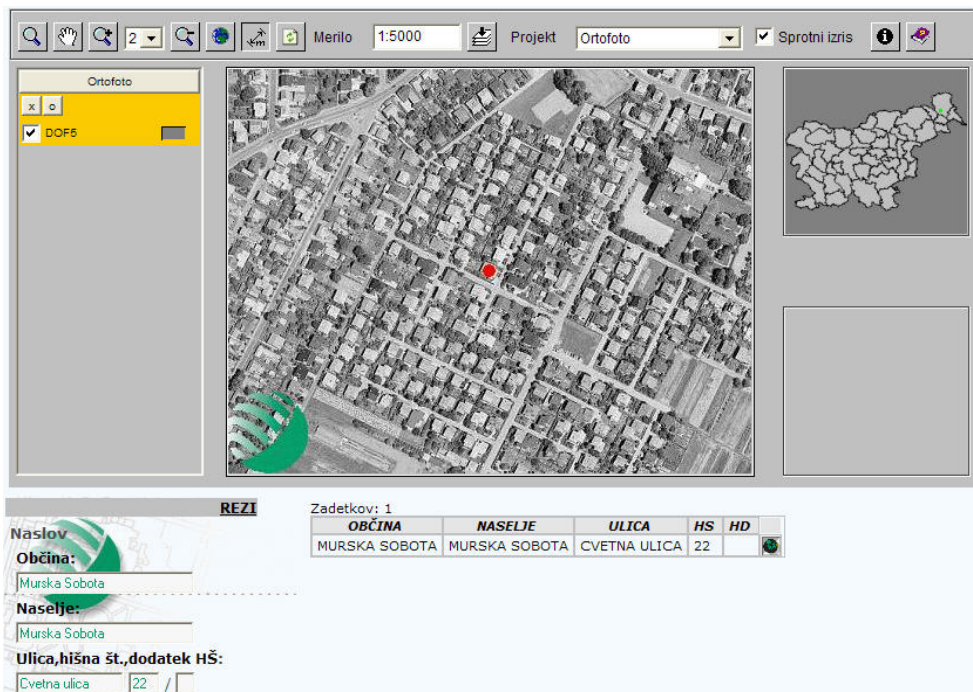 2 Merilo 1:5000 Projekt Ortofoto Sprotni izris
Ortofoto
x o
DOF5
REZI
Naslov
Občina:
Murska Sobota
Naselje:
Murska Sobota
Ulica,hišna št.,dodatek HŠ:
Cvetna ulica 22 /
Zadetkov: 1
OBČINA NASELJE ULICA HS HD
MURSKA SOBOTA MURSKA SOBOTA CVETNA ULICA 22